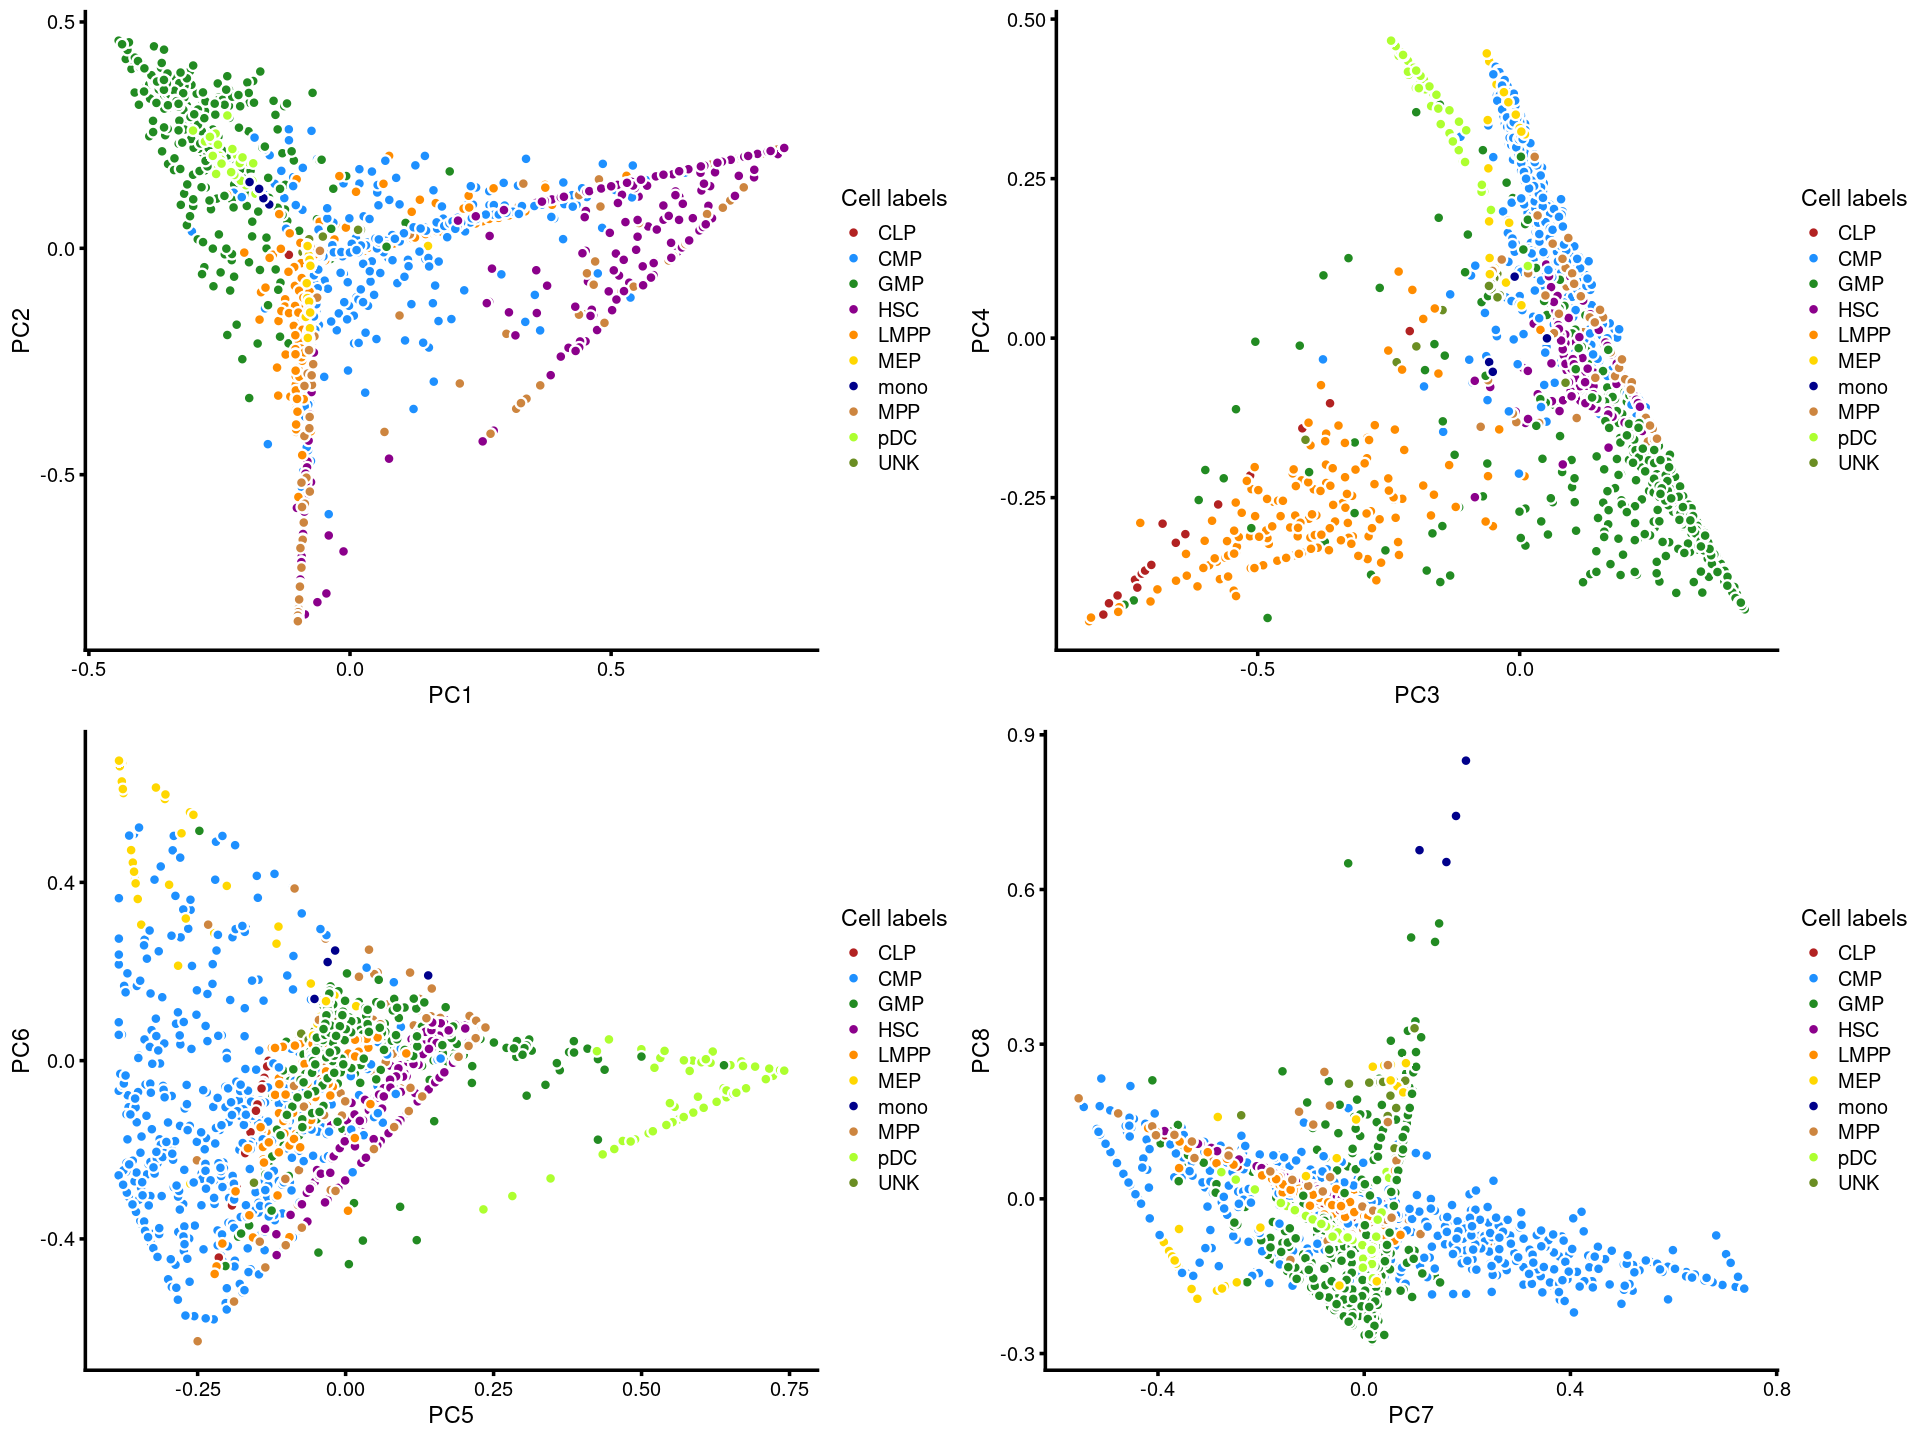 0.5
0.0
-0.5
PC2
-0.5 0.0 0.5
PC1
Cell labels
CLP
CMP
GMP
HSC
LMPP
MEP
mono
MPP
pDC
UNK
0.50
0.25
0.00
-0.25
PC4
-0.5 0.0
PC3
Cell labels
CLP
CMP
GMP
HSC
LMPP
MEP
mono
MPP
pDC
UNK
0.4
0.0
-0.4
PC6
-0.25 0.00 0.25 0.50 0.75
PC5
Cell labels
CLP
CMP
GMP
HSC
LMPP
MEP
mono
MPP
pDC
UNK
0.9
0.6
0.3
0.0
-0.3
PC8
-0.4 0.0 0.4 0.8
PC7
Cell labels
CLP
CMP
GMP
HSC
LMPP
MEP
mono
MPP
pDC
UNK